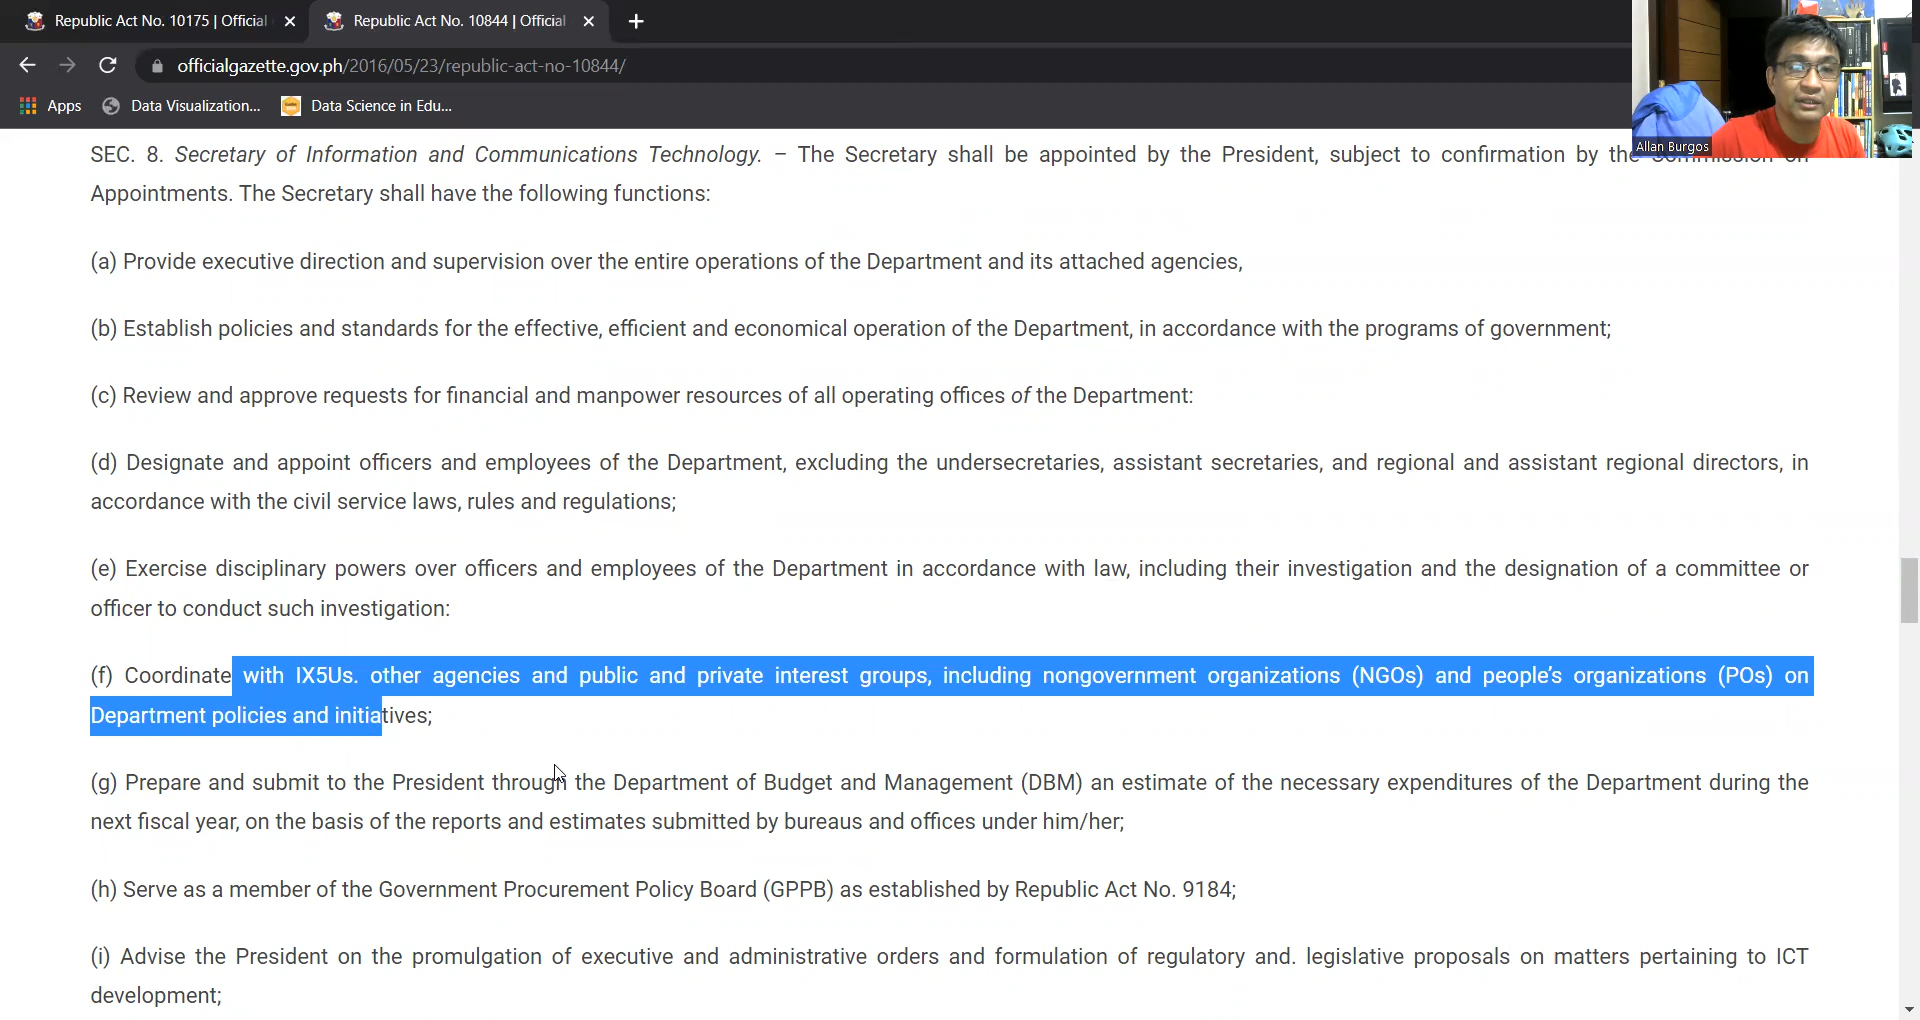 Republic Act No. 10175 | Official
Republic Act No. 10844 | Official
officialgazette.gov.ph/2016/05/23/republic-act-no-10844/
Apps
Data Visualization...
Data Science in Edu...
Allan Burgos
SEC. 8. Secretary of Information and Communications Technology. – The Secretary shall be appointed by the President, subject to confirmation by the Commission on
Appointments. The Secretary shall have the following functions:
(a) Provide executive direction and supervision over the entire operations of the Department and its attached agencies,
(b) Establish policies and standards for the effective, efficient and economical operation of the Department, in accordance with the programs of government;
(c) Review and approve requests for financial and manpower resources of all operating offices of the Department:
(d) Designate and appoint officers and employees of the Department, excluding the undersecretaries, assistant secretaries, and regional and assistant regional directors, in
accordance with the civil service laws, rules and regulations;
(e) Exercise disciplinary powers over officers and employees of the Department in accordance with law, including their investigation and the designation of a committee or
officer to conduct such investigation:
(f) Coordinate with IX5Us. other agencies and public and private interest groups, including nongovernment organizations (NGOs) and people's organizations (POs) on
Department policies and initiatives;
(g) Prepare and submit to the President through the Department of Budget and Management (DBM) an estimate of the necessary expenditures of the Department during the
next fiscal year, on the basis of the reports and estimates submitted by bureaus and offices under him/her;
(h) Serve as a member of the Government Procurement Policy Board (GPPB) as established by Republic Act No. 9184;
(i) Advise the President on the promulgation of executive and administrative orders and formulation of regulatory and. legislative proposals on matters pertaining to ICT
development;